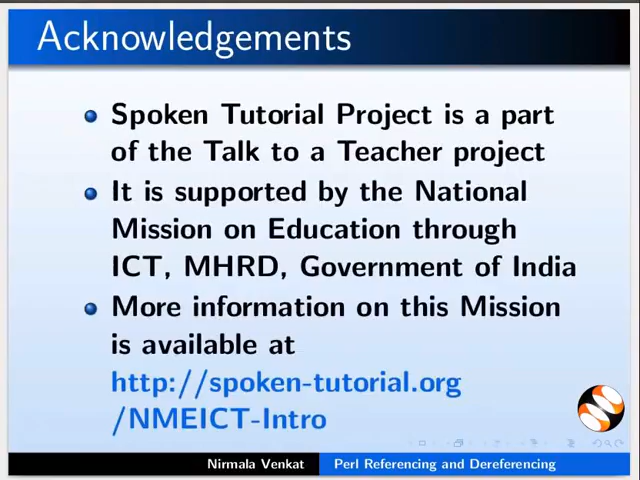 Acknowledgements
Spoken Tutorial Project is a part
of the Talk to a Teacher project
It is supported by the National
Mission on Education through
ICT, MHRD, Government of India
More information on this Mission
is available at
http://spoken-tutorial.org
/NMEICT-Intro
Nirmala Venkat Perl Referencing and Dereferencing